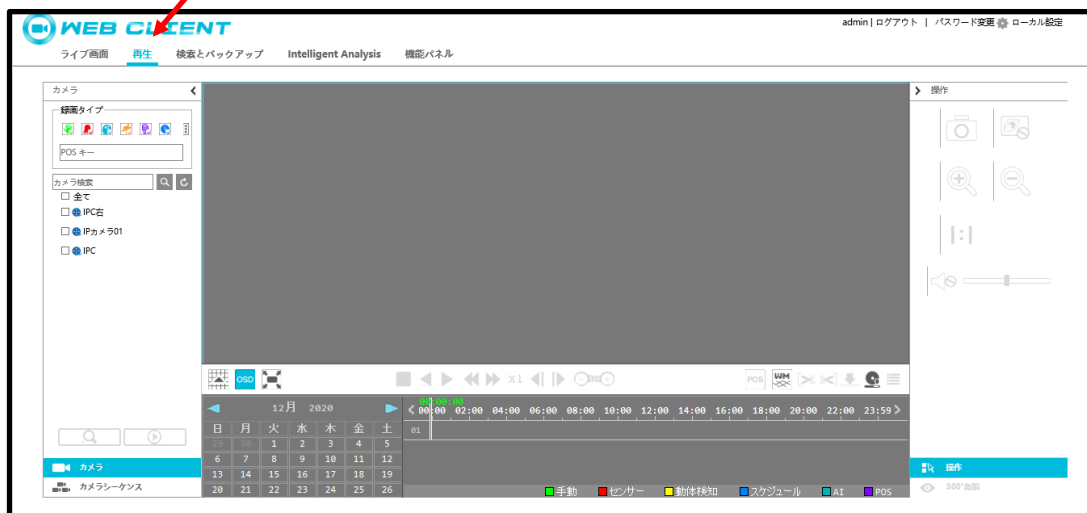 WEB CLIENT
admin | ログアウト | パスワード変更 ローカル設定
ライブ画面 再生 検索とバックアップ Intelligent Analysis 機能パネル
カメラ
操作
録画タイプ
POS キー
カメラ検索
全て
IPC右
IPカメラ01
IPC
1:1
OSD
X1
POS
WM
12月 2020
00:00:00
00:00 02:00 04:00 06:00 08:00 10:00 12:00 14:00 16:00 18:00 20:00 22:00 23:59
日 月 火 水 木 金 土
01
29 30 1 2 3 4 5
6 7 8 9 10 11 12
13 14 15 16 17 18 19
20 21 22 23 24 25 26
カメラ
操作
カメラシーケンス
手動 センサー 動体検知 スケジュール AI POS